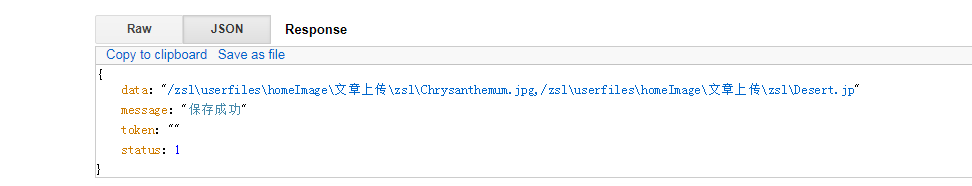 Raw JSON Response
Copy to clipboard Save as file
{
data: "/zsl\userfiles\homeImage\文章上传\zsl\Chrysanthemum.jpg,/zsl\userfiles\homeImage\文章上传\zsl\Desert.jp"
message: "保存成功"
token: ""
status: 1
}